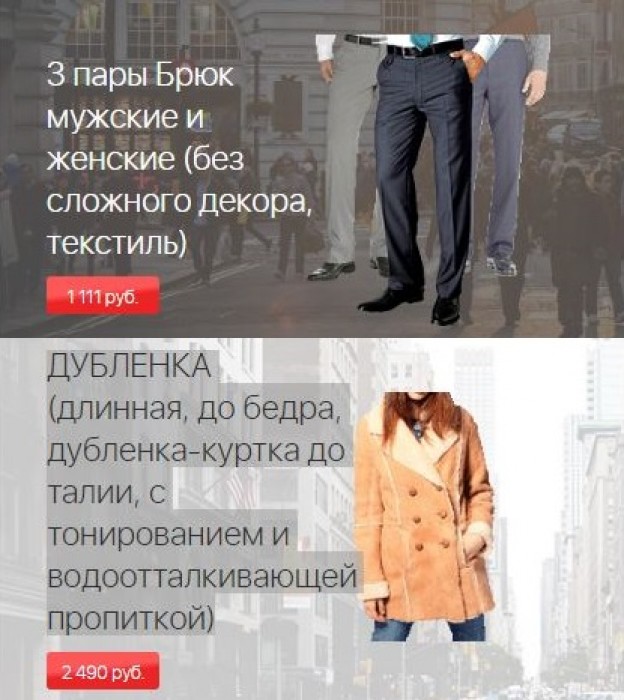 3 пары Брюк
мужские и
женские (без
сложного декора,
текстиль)
1 111 руб.
ДУБЛЕНКА
(длинная, до бедра,
дубленка-куртка до
талии, с
тонированием и
водоотталкивающей
пропиткой)
2 490 руб.